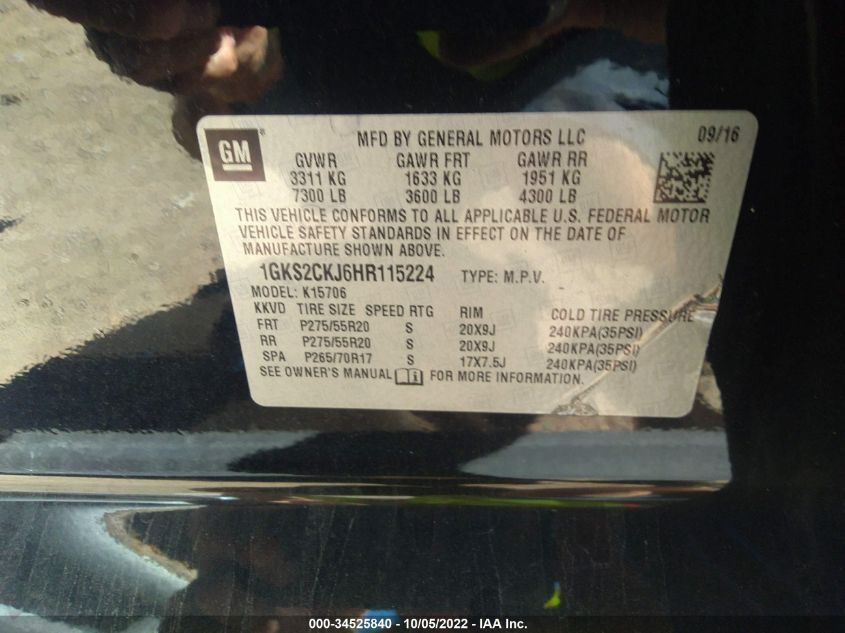 GM® MFD BY GENERAL MOTORS LLC 09/16
GVWR GAWR FRT GAWR RR
3311 KG 1633 KG 1951 KG
7300 LB 3600 LB 4300 LB
THIS VEHICLE CONFORMS TO ALL APPLICABLE U.S. FEDERAL MOTOR
VEHICLE SAFETY STANDARDS IN EFFECT ON THE DATE OF
MANUFACTURE SHOWN ABOVE.
1GKS2CKJ6HR115224 TYPE: M.P.V.
MODEL: K15706
KKVD TIRE SIZE SPEED RTG RIM COLD TIRE PRESSURE
FRT P275/55R20 S 20X9J 240KPA(35PSI)
RR P275/55R20 S 20X9J 240KPA(35PSI)
SPA P265/70R17 S 17X7.5J 240KPA(35PSI)
SEE OWNER'S MANUAL FOR MORE INFORMATION.
000-34525840 - 10/05/2022 - IAA Inc.